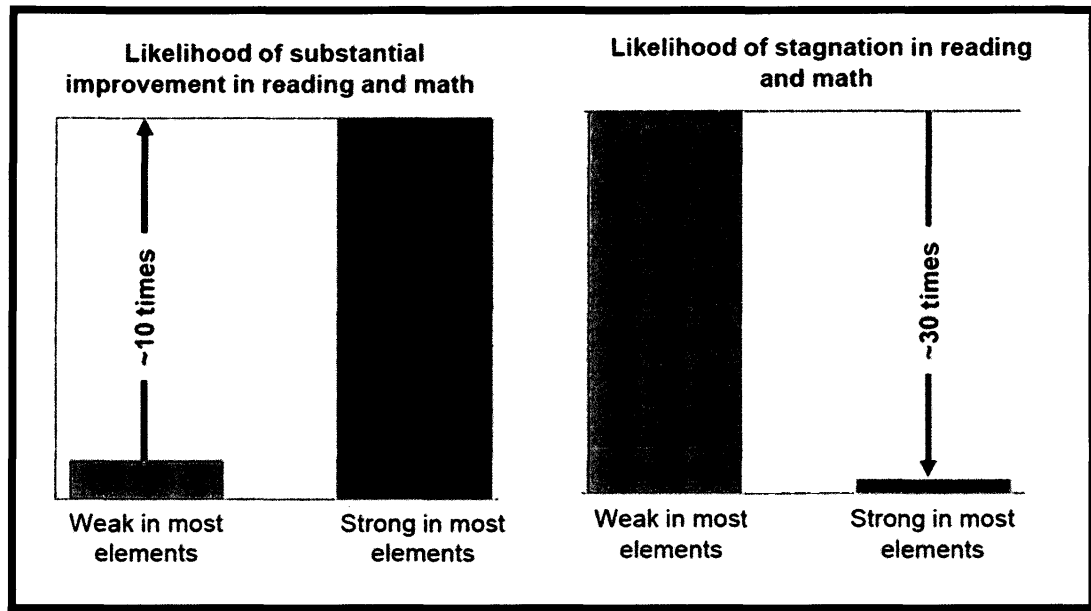 Likelihood of substantial
improvement in reading and math
~10 times
Weak in most
elements
Strong in most
elements
Likelihood of stagnation in reading
and math
~30 times
Weak in most
elements
Strong in most
elements